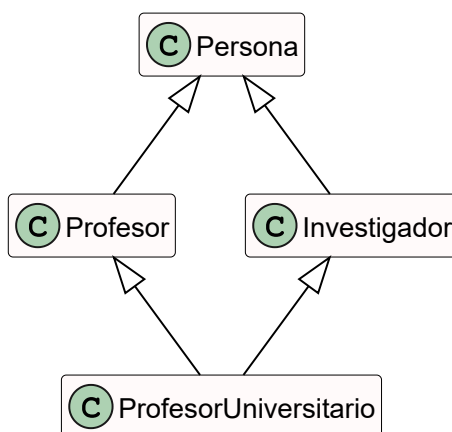 C Persona
C Profesor
C Investigador
C ProfesorUniversitario